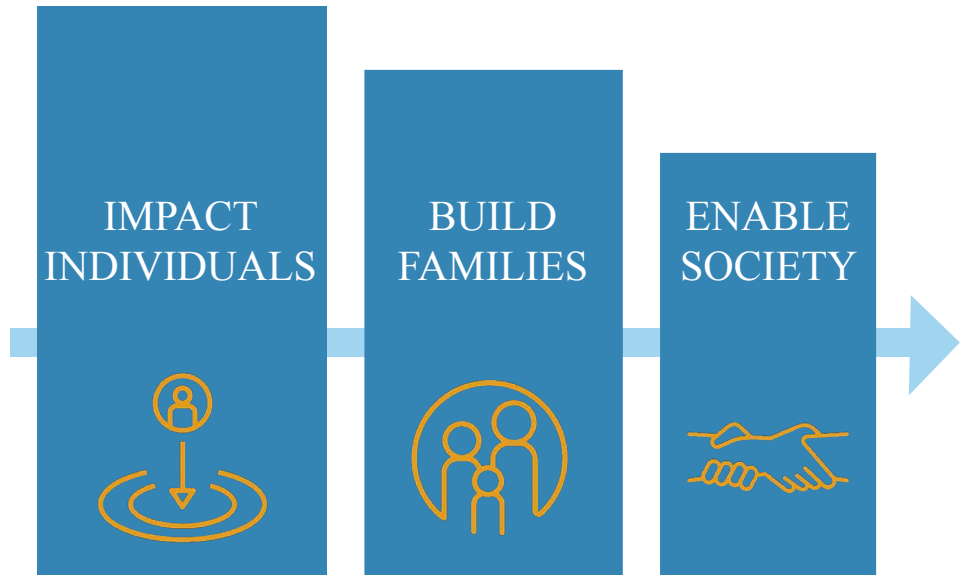 IMPACT
INDIVIDUALS
BUILD
FAMILIES
ENABLE
SOCIETY